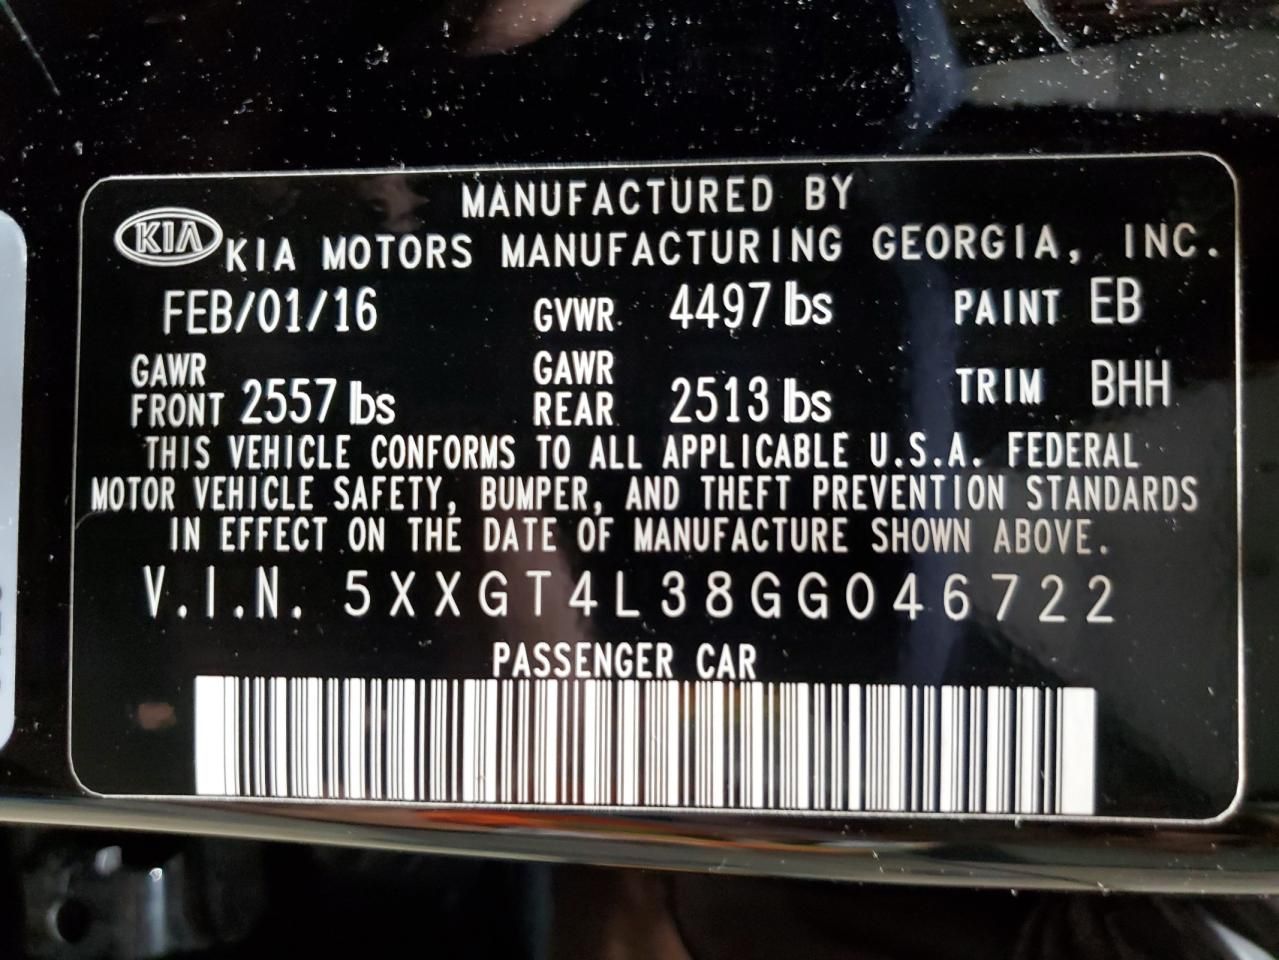 MANUFACTURED BY
KIA KIA MOTORS MANUFACTURING GEORGIA, INC.
FEB/01/16 GVWR 4497 lbs PAINT EB
GAWR FRONT 2557 lbs GAWR REAR 2513 lbs TRIM BHH
THIS VEHICLE CONFORMS TO ALL APPLICABLE U.S.A. FEDERAL
MOTOR VEHICLE SAFETY, BUMPER, AND THEFT PREVENTION STANDARDS
IN EFFECT ON THE DATE OF MANUFACTURE SHOWN ABOVE.
V.I.N. 5XXGT4L38GG046722
PASSENGER CAR